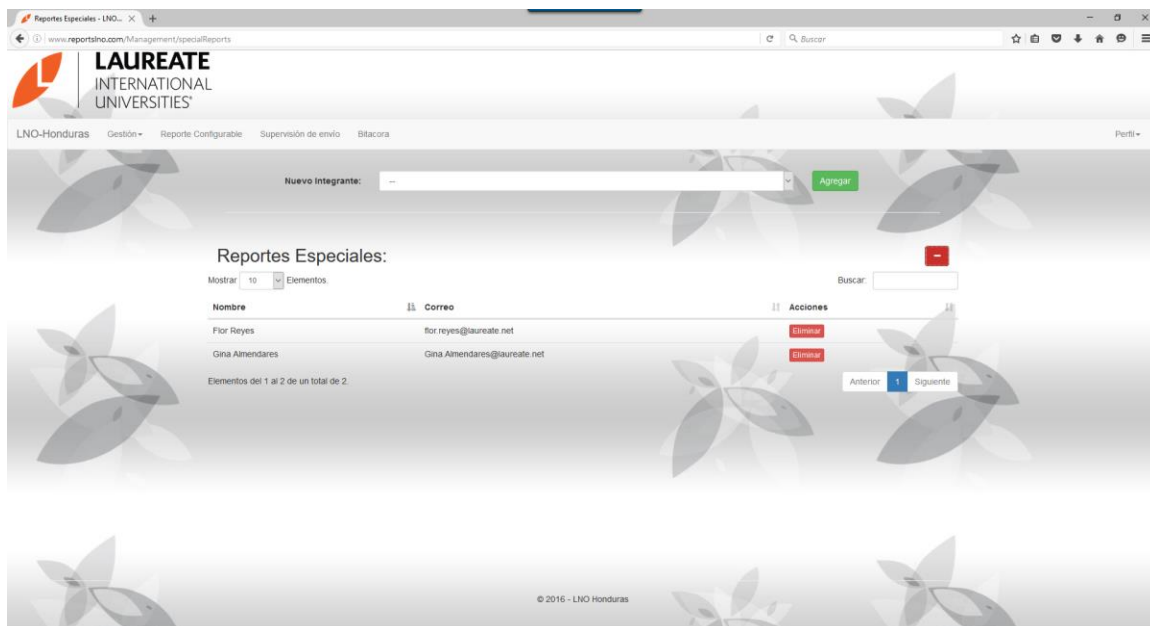 Reportes Especiales - LNO...
www.reportslno.com/Management/specialReports
Buscar
LAUREATE
INTERNATIONAL
UNIVERSITIES®
LNO-Honduras Gestión Reporte Configurable Supervisión de envío Bitacora Perfil
Nuevo Integrante: -- Agregar
Reportes Especiales:
Mostrar 10 Elementos. Buscar:
Nombre Correo Acciones
Flor Reyes flor.reyes@laureate.net Eliminar
Gina Almendares Gina.Almendares@laureate.net Eliminar
Elementos del 1 al 2 de un total de 2. Anterior 1 Siguiente
© 2016 - LNO Honduras